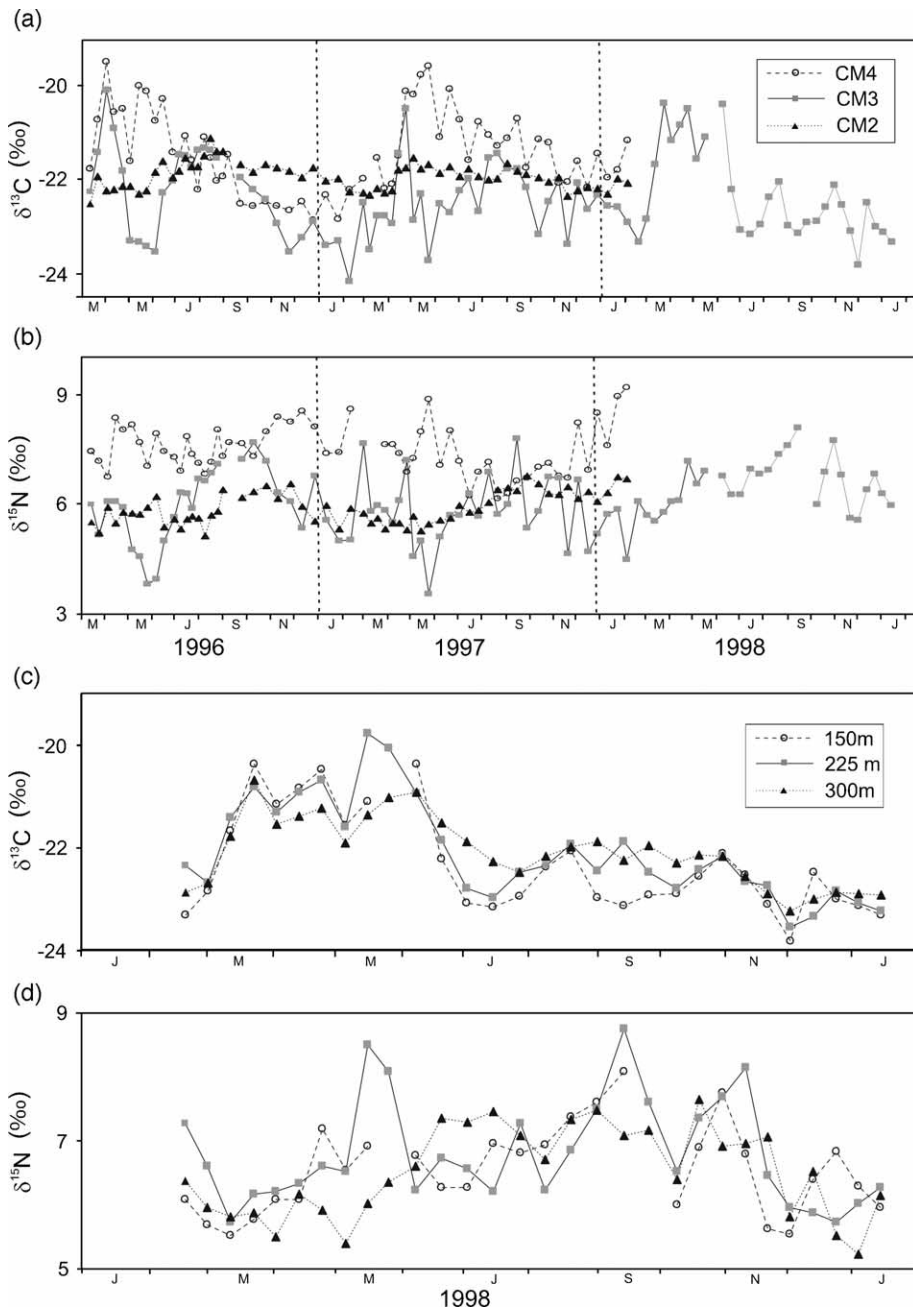 (a)
δ13C (‰)
-20
-22
-24
CM4
CM3
CM2
M M J S N J M M J S N J M M J S N J
(b)
δ15N (‰)
9
6
3
M M J S N J M M J S N J M M J S N J
1996 1997 1998
(c)
δ13C (‰)
-20
-22
-24
150m
225 m
300m
J M M J S N J
(d)
δ15N (‰)
9
7
5
J M M J S N J
1998